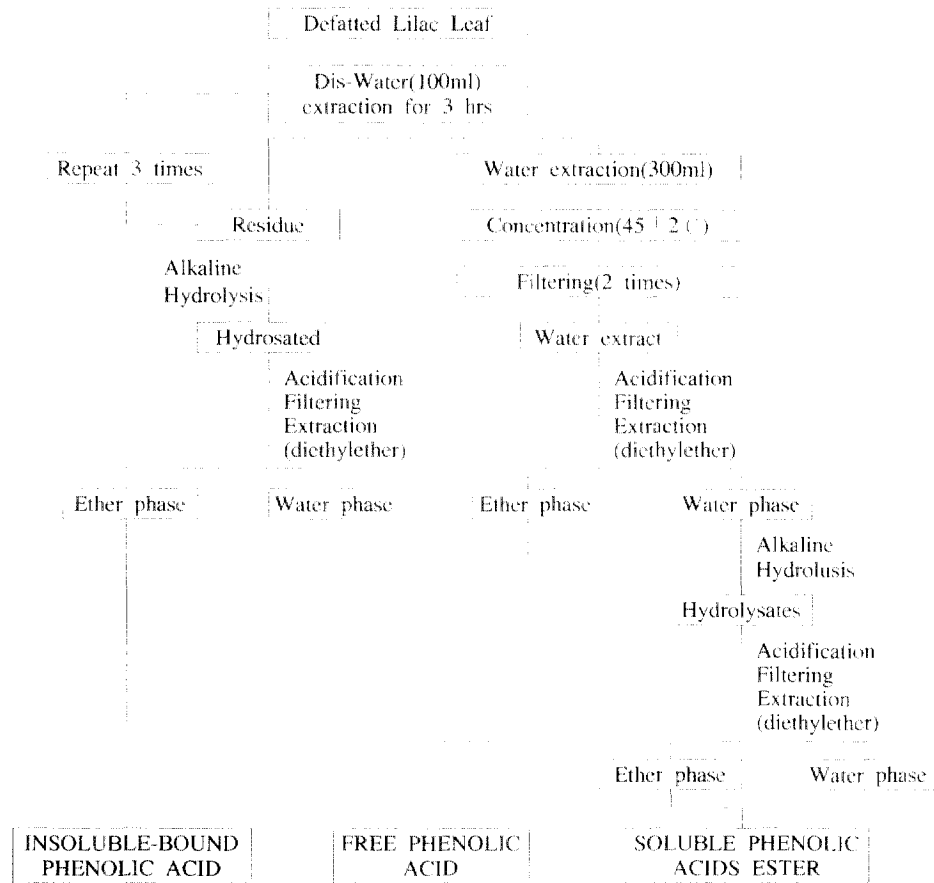 Defatted Lilac Leaf
Dis-Water(100ml)
extraction for 3 hrs
Repeat 3 times
Water extraction(300ml)
Residue
Concentration(45 2
Alkaline
Hydrolysis
Filtering(2 times)
Hydrosated
Water extract
Acidification
Filtering
Extraction
(diethylether)
Acidification
Filtering
Extraction
(diethylether)
Ether phase
Water phase
Ether phase
Water phase
Alkaline
Hydrolusis
Hydrolysates
Acidification
Filtering
Extraction
(diethylether)
Ether phase
Water phase
INSOLUBLE-BOUND
PHENOLIC ACID
FREE PHENOLIC
ACID
SOLUBLE PHENOLIC
ACIDS ESTER